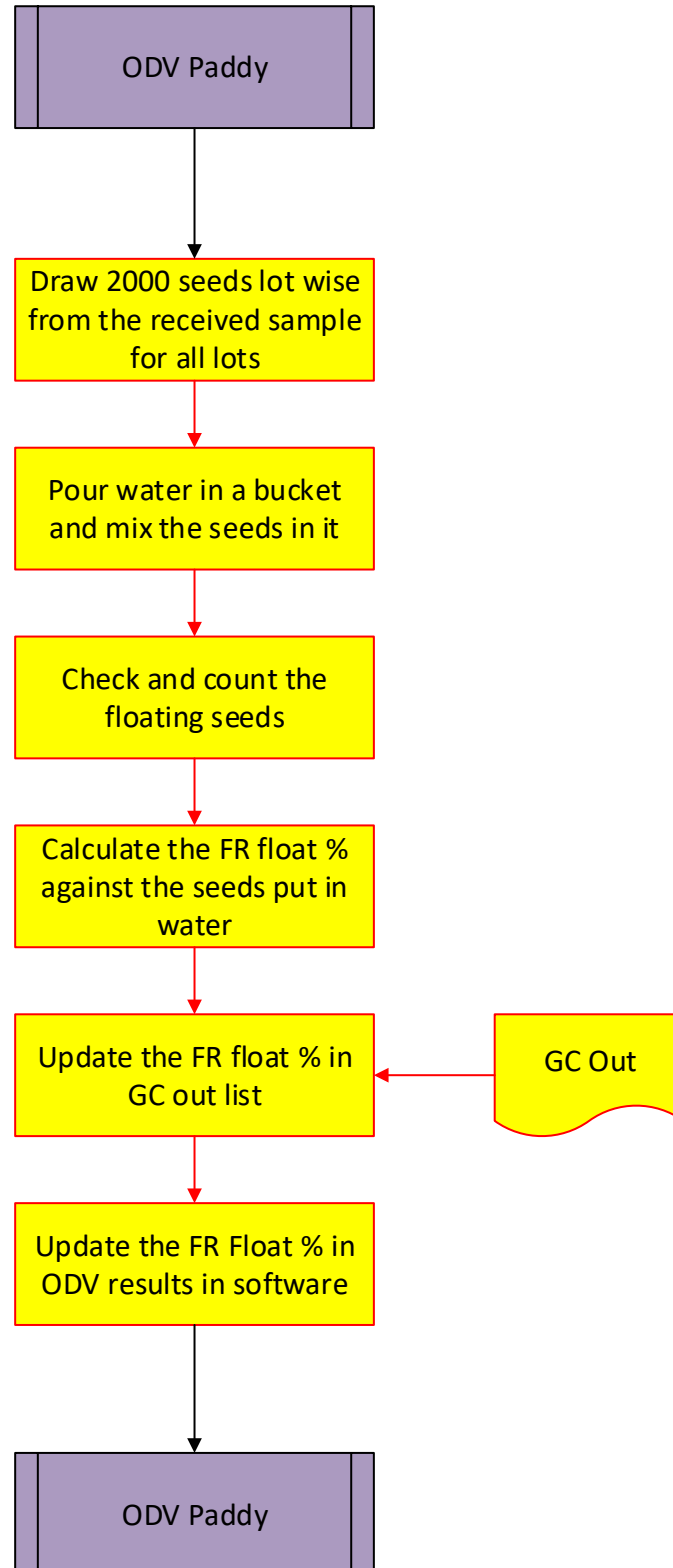 ODV Paddy
Draw 2000 seeds lot wise
from the received sample
for all lots
Pour water in a bucket
and mix the seeds in it
Check and count the
floating seeds
Calculate the FR float %
against the seeds put in
water
Update the FR float % in
GC out list
GC Out
Update the FR Float % in
ODV results in software
ODV Paddy